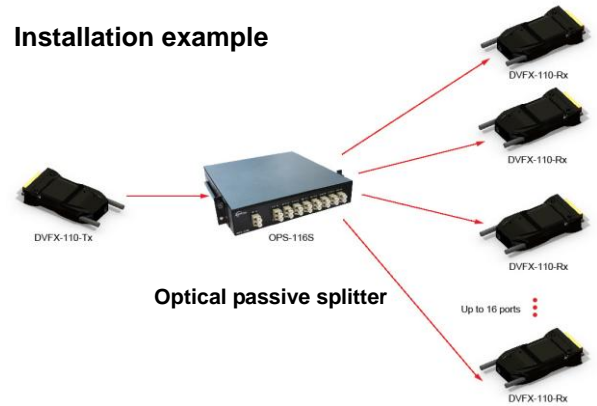 Installation example
DVFX-110-Rx
DVFX-110-Rx
DVFX-110-Tx
OPS-116S
DVFX-110-Rx
Optical passive splitter
Up to 16 ports
DVFX-110-Rx